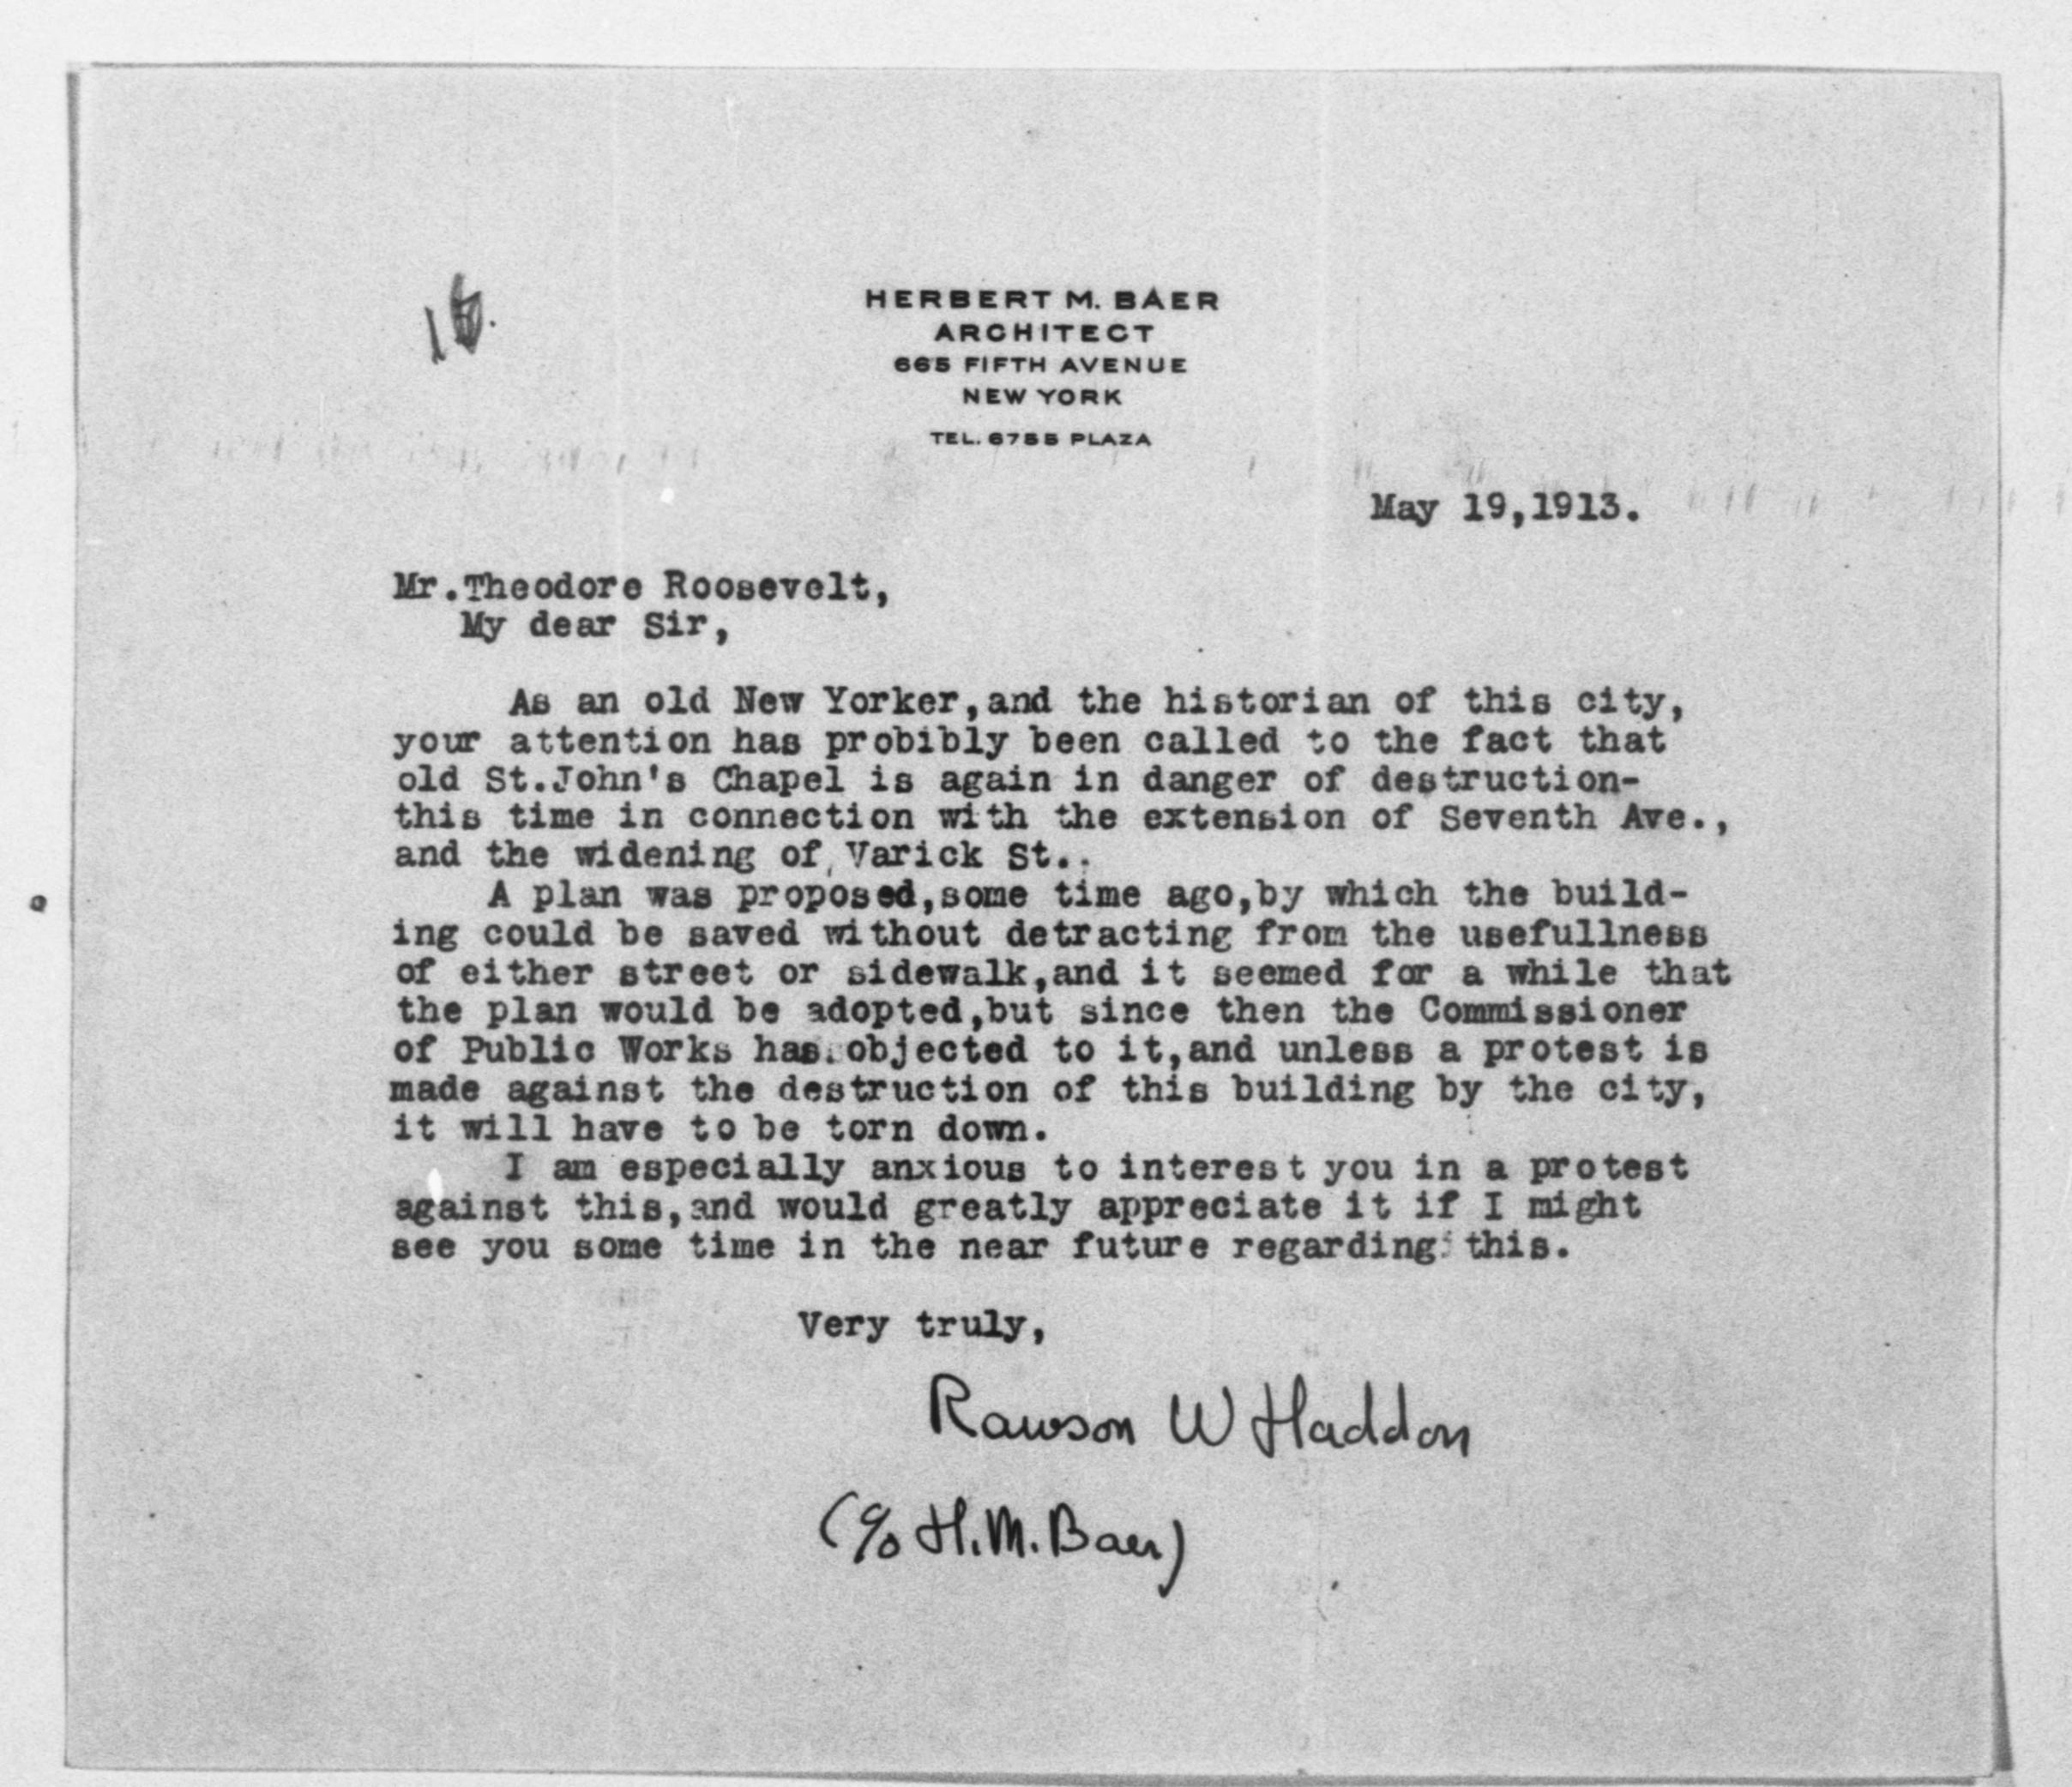 HERBERT M. BAER
ARCHITECT
665 FIFTH AVENUE
NEW YORK
TEL. 6755 PLAZA
May 19,1913.
Mr.Theodore Roosevelt,
My dear Sir,
As an old New Yorker,and the historian of this city,
your attention has probibly been called to the fact that
old St.John's Chapel is again in danger of destruction-
this time in connection with the extension of Seventh Ave.,
and the widening of Varick St..
A plan was proposed,some time ago,by which the build-
ing could be saved without detracting from the usefullness
of either street or sidewalk,and it seemed for a while that
the plan would be adopted,but since then the Commissioner
of Public Works has objected to it,and unless a protest is
made against the destruction of this building by the city,
it will have to be torn down.
I am especially anxious to interest you in a protest
against this,and would greatly appreciate it if I might
see you some time in the near future regarding this.
Very truly,
Rawson W Haddon
(c/o H.M. Baer)